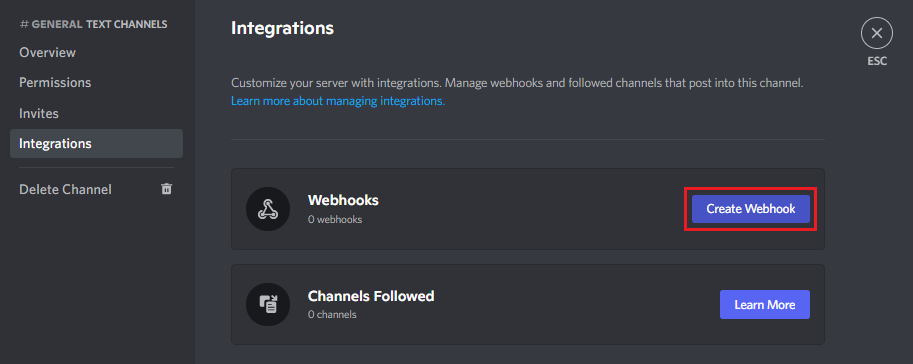 # GENERAL TEXT CHANNELS
Overview
Permissions
Invites
Integrations
Delete Channel
Integrations
ESC
Customize your server with integrations. Manage webhooks and followed channels that post into this channel.
Learn more about managing integrations.
Webhooks
0 webhooks
Create Webhook
Channels Followed
0 channels
Learn More